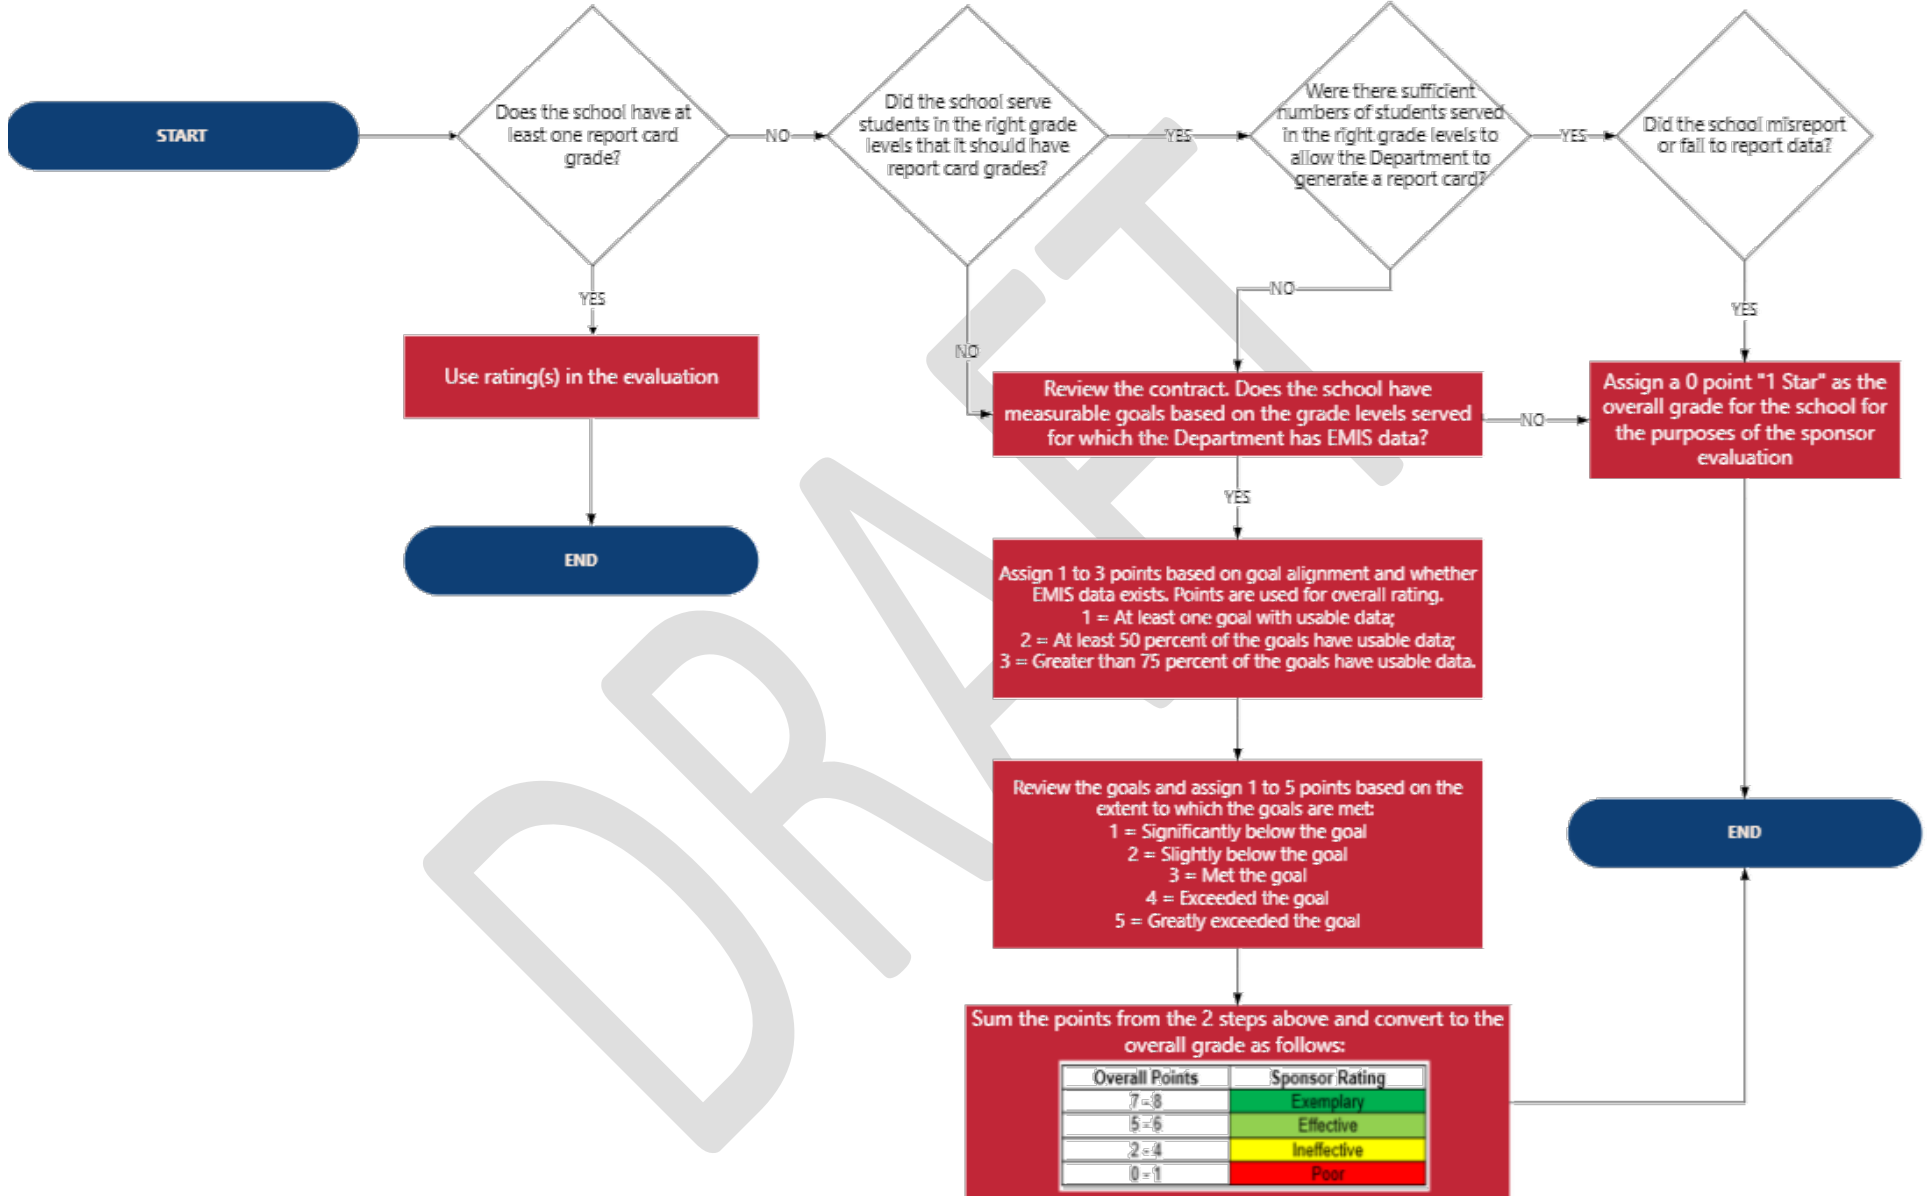 START
Does the school have at
least one report card
grade?
NO
Did the school serve
students in the right grade
levels that it should have
report card grades?
YES
Were there sufficient
numbers of students served
in the right grade levels to
allow the Department to
generate a report card?
YES
Did the school misreport
or fail to report data?
YES
NO
NO
YES
Use rating(s) in the evaluation
END
Review the contract. Does the school have
measurable goals based on the grade levels served
for which the Department has EMIS data?
NO
Assign a 0 point "1 Star" as the
overall grade for the school for
the purposes of the sponsor
evaluation
YES
Assign 1 to 3 points based on goal alignment and whether
EMIS data exists. Points are used for overall rating.
1 = At least one goal with usable data;
2 = At least 50 percent of the goals have usable data;
3 = Greater than 75 percent of the goals have usable data.
Review the goals and assign 1 to 5 points based on the
extent to which the goals are met:
1 = Significantly below the goal
2 = Slightly below the goal
3 = Met the goal
4 = Exceeded the goal
5 = Greatly exceeded the goal
END
Sum the points from the 2 steps above and convert to the
overall grade as follows:
Overall Points Sponsor Rating
7 - 8 Exemplary
5 - 6 Effective
2 - 4 Ineffective
0 - 1 Poor
DRAFT